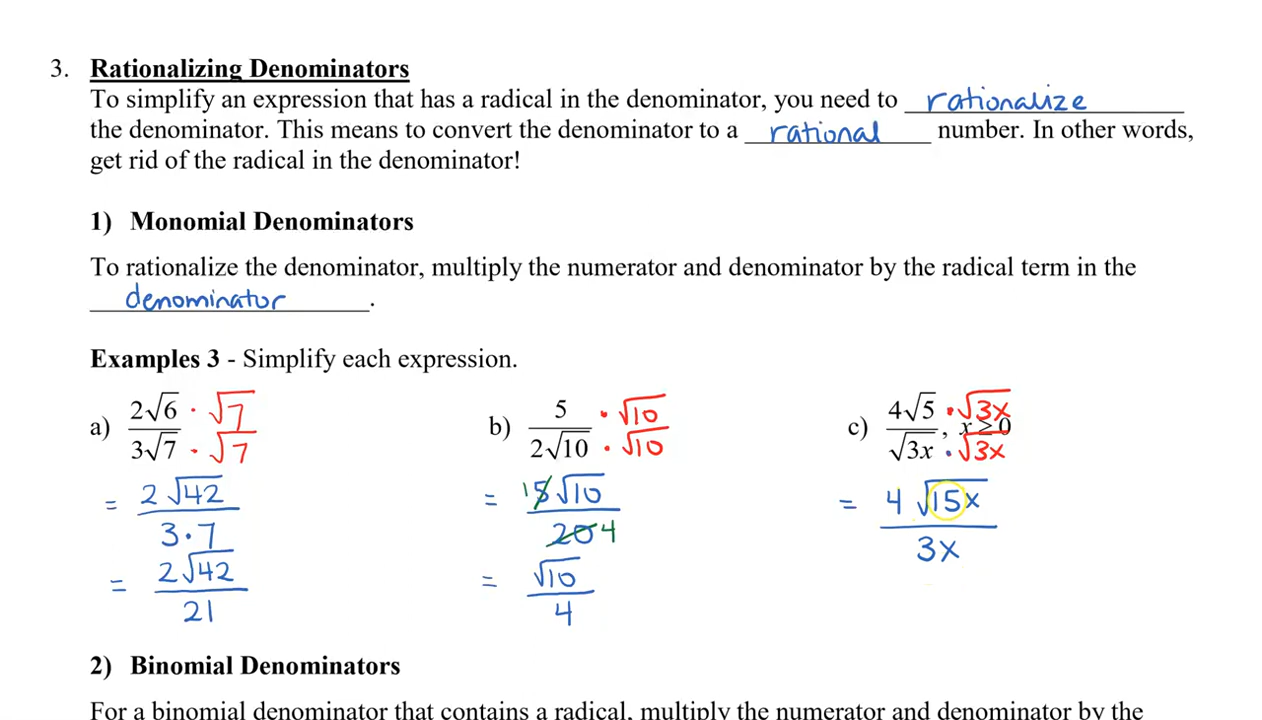 3. Rationalizing Denominators
To simplify an expression that has a radical in the denominator, you need to rationalize
the denominator. This means to convert the denominator to a rational number. In other words,
get rid of the radical in the denominator!
1) Monomial Denominators
To rationalize the denominator, multiply the numerator and denominator by the radical term in the
denominator.
Examples 3 - Simplify each expression.
a) 2√6 · √7 / 3√7 · √7
= 2√42 / 3·7
= 2√42 / 21
b) 5 · √10 / 2√10 · √10
= 1 5√10 / 20 4
= √10 / 4
c) 4√5 · √3x / √3x · √3x , x ≥ 0
= 4√15x / 3x
2) Binomial Denominators
For a binomial denominator that contains a radical, multiply the numerator and denominator by the